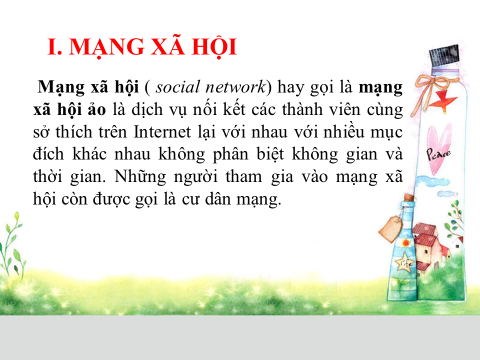 I. MẠNG XÃ HỘI
Mạng xã hội ( social network) hay gọi là mạng
xã hội ảo là dịch vụ nối kết các thành viên cùng
sở thích trên Internet lại với nhau với nhiều mục
đích khác nhau không phân biệt không gian và
thời gian. Những người tham gia vào mạng xã
hội còn được gọi là cư dân mạng.